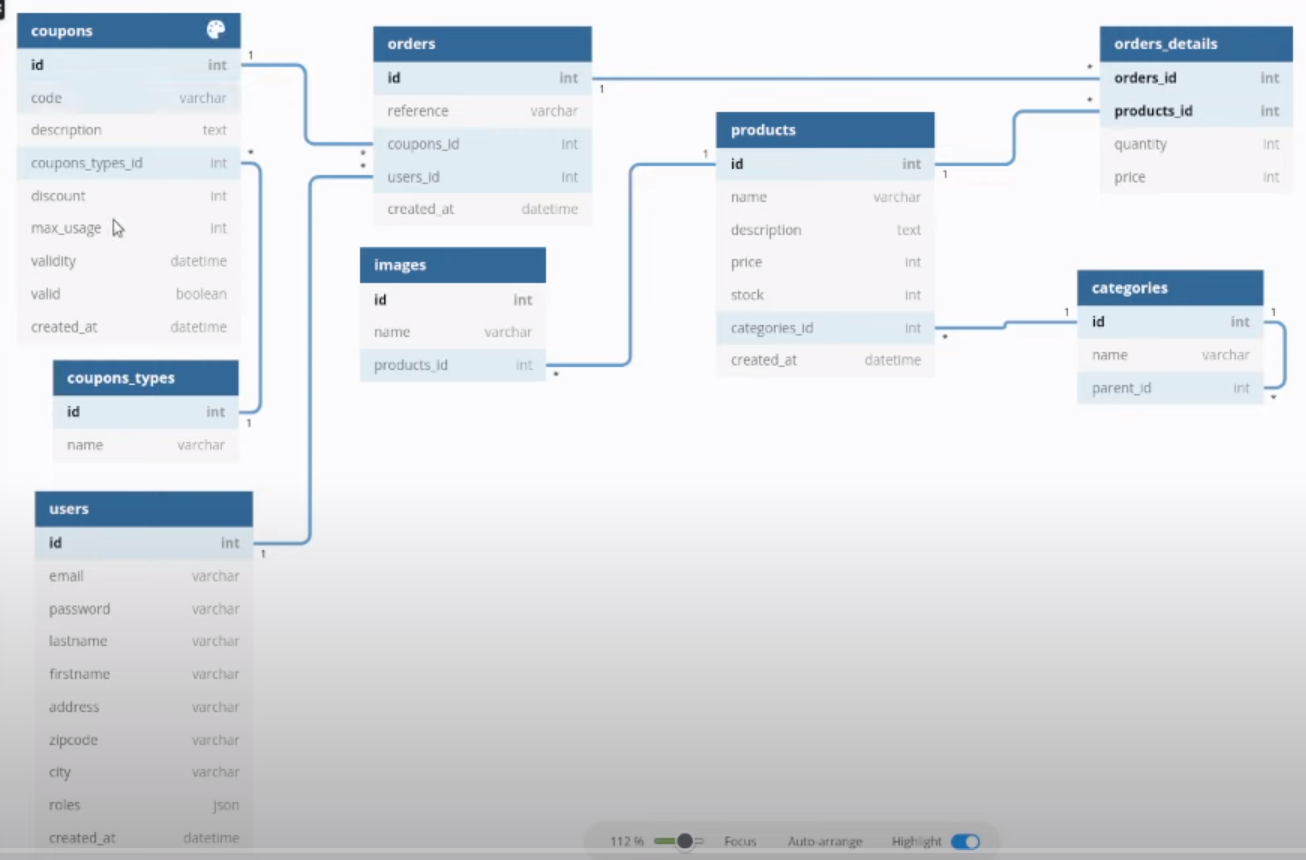 coupons
id int
code varchar
description text
coupons_types_id int
discount int
max_usage int
validity datetime
valid boolean
created_at datetime
coupons_types
id int
name varchar
users
id int
email varchar
password varchar
lastname varchar
firstname varchar
address varchar
zipcode varchar
city varchar
roles json
created_at datetime
orders
id int
reference varchar
coupons_id int
users_id int
created_at datetime
images
id int
name varchar
products_id int
products
id int
name varchar
description text
price int
stock int
categories_id int
created_at datetime
orders_details
orders_id int
products_id int
quantity int
price int
categories
id int
name varchar
parent_id int
1
*
1
1
*
*
1
*
1
*
1
*
*
1
1
*
112 % Focus Auto-arrange Highlight